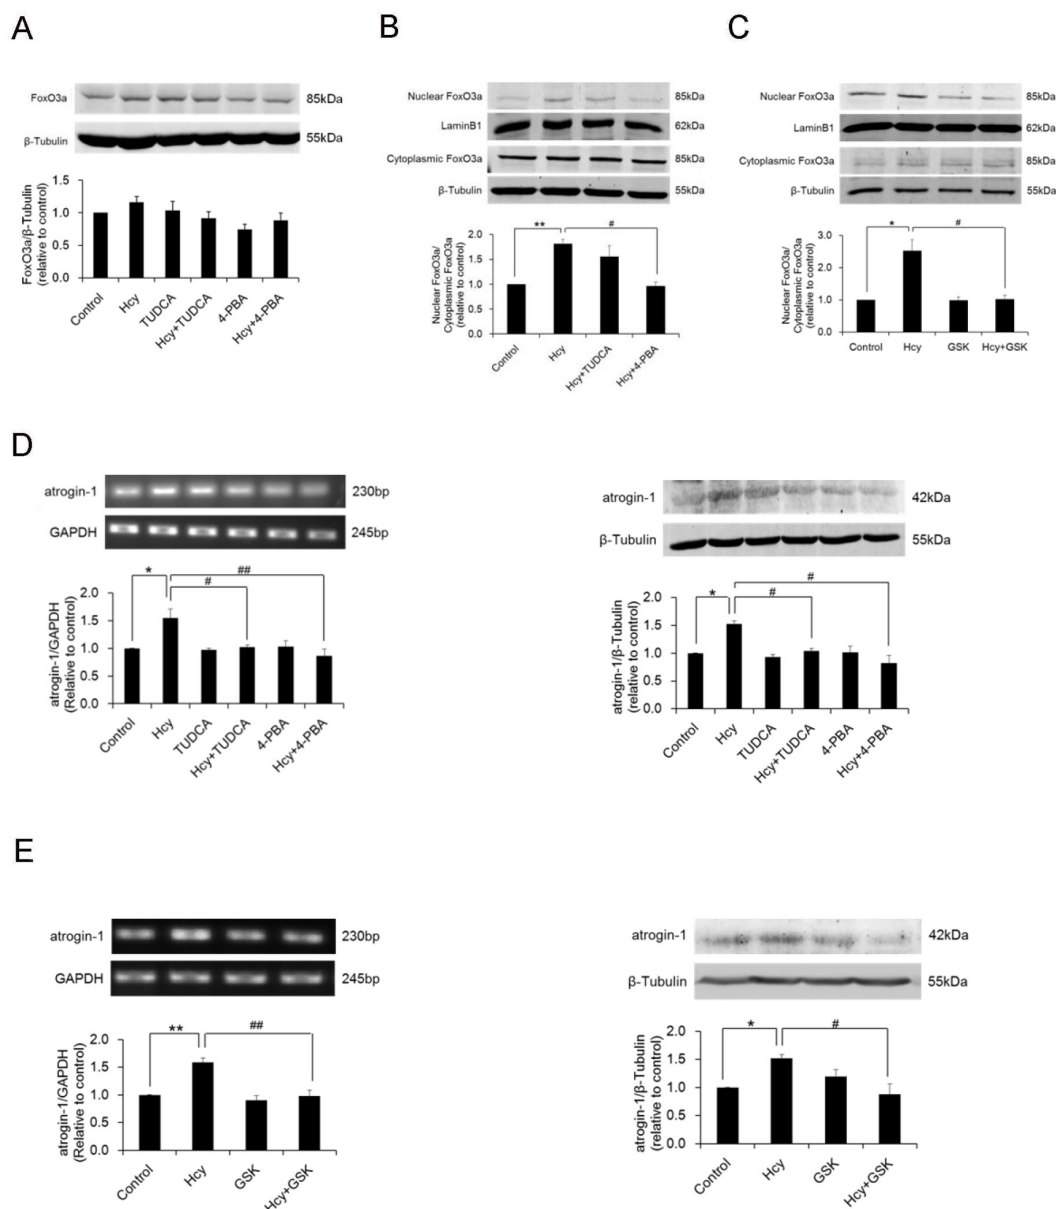 A
FoxO3a
85kDa
β-Tubulin
55kDa
FoxO3a/β-Tubulin
(relative to control)
1.5
1.0
0.5
0.0
Control
Hcy
TUDCA
Hcy+TUDCA
4-PBA
Hcy+4-PBA
B
Nuclear FoxO3a
85kDa
LaminB1
62kDa
Cytoplasmic FoxO3a
85kDa
β-Tubulin
55kDa
Nuclear FoxO3a/
Cytoplasmic FoxO3a
(relative to control)
2.0
1.5
1.0
0.5
0.0
**
#
Control
Hcy
Hcy+TUDCA
Hcy+4-PBA
C
Nuclear FoxO3a
85kDa
LaminB1
62kDa
Cytoplasmic FoxO3a
85kDa
β-Tubulin
55kDa
Nuclear FoxO3a/
Cytoplasmic FoxO3a
(relative to control)
3.0
2.0
1.0
0.0
*
#
Control
Hcy
GSK
Hcy+GSK
D
atrogin-1
230bp
GAPDH
245bp
atrogin-1/GAPDH
(Relative to control)
2.0
1.5
1.0
0.5
0.0
*
#
##
Control
Hcy
TUDCA
Hcy+TUDCA
4-PBA
Hcy+4-PBA
atrogin-1
42kDa
β-Tubulin
55kDa
atrogin-1/β-Tubulin
(relative to control)
2.0
1.5
1.0
0.5
0.0
*
#
#
Control
Hcy
TUDCA
Hcy+TUDCA
4-PBA
Hcy+4-PBA
E
atrogin-1
230bp
GAPDH
245bp
atrogin-1/GAPDH
(Relative to control)
2.0
1.5
1.0
0.5
0.0
**
##
Control
Hcy
GSK
Hcy+GSK
atrogin-1
42kDa
β-Tubulin
55kDa
atrogin-1/β-Tubulin
(relative to control)
2.0
1.5
1.0
0.5
0.0
*
#
Control
Hcy
GSK
Hcy+GSK